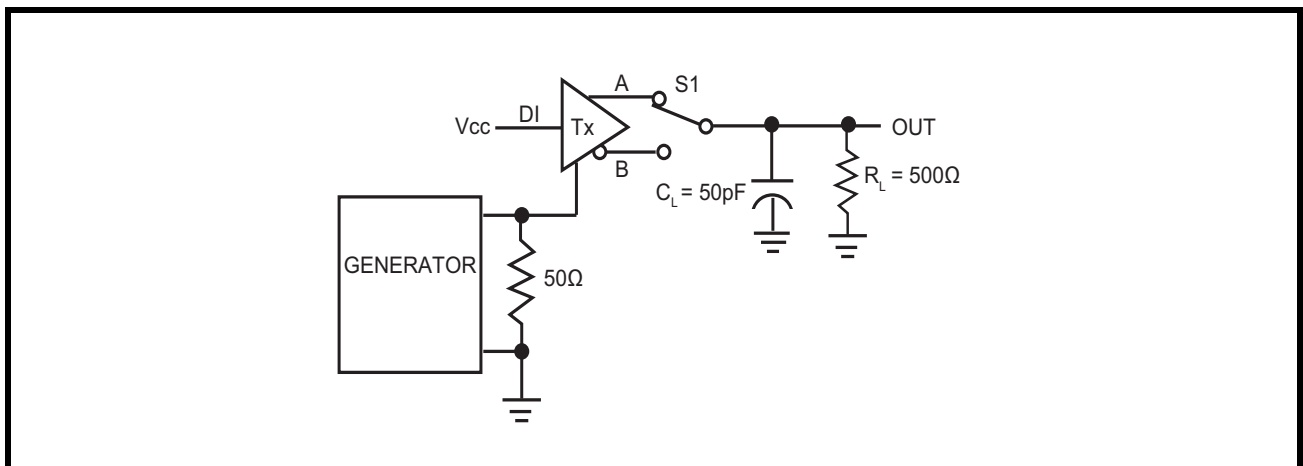 A
S1
DI
Vcc
Tx
OUT
B
C_L = 50pF
R_L = 500Ω
GENERATOR
50Ω